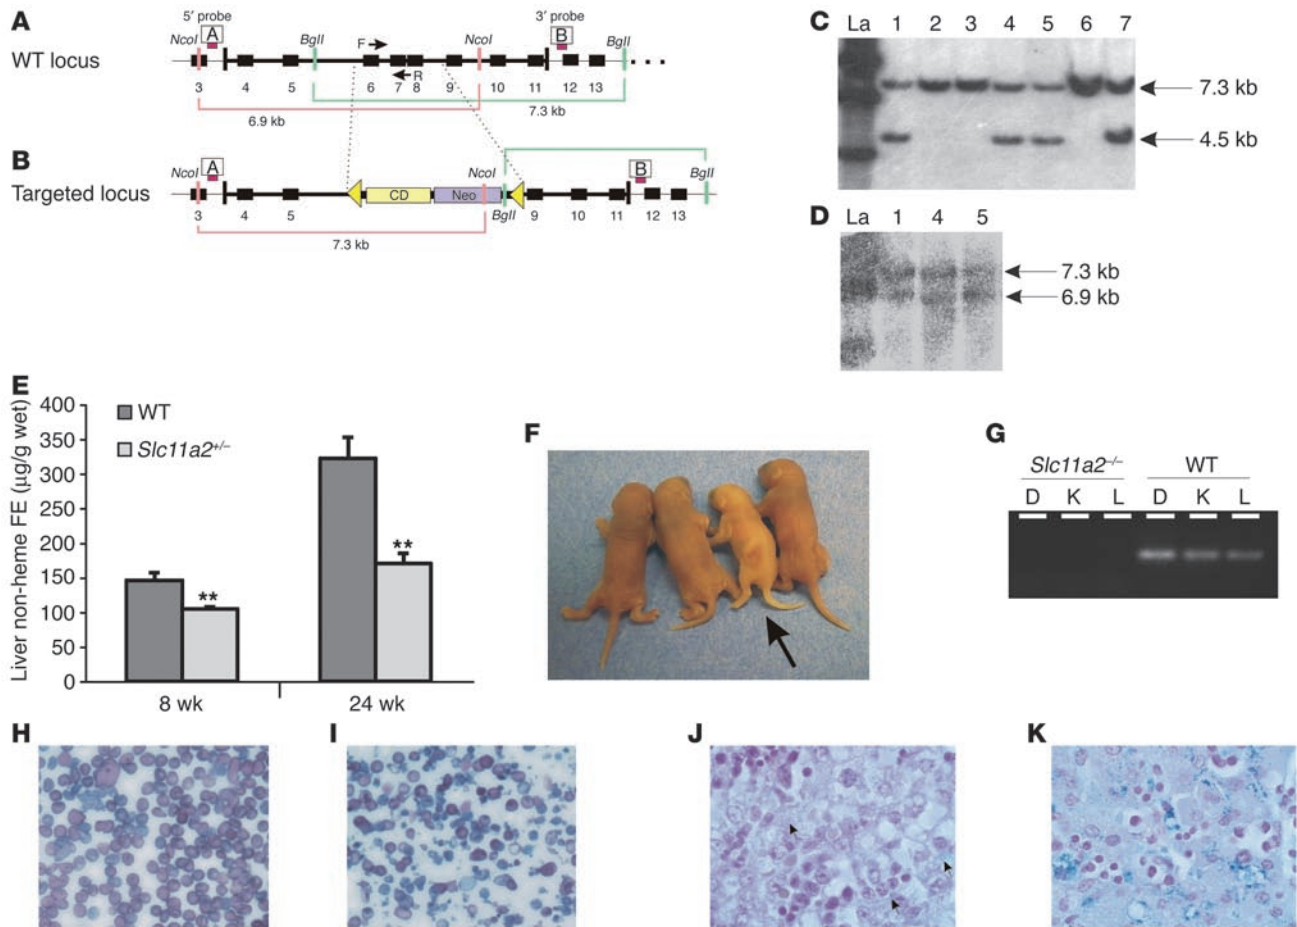 A
5′ probe
A
3′ probe
B
NcoI
BglI
F
NcoI
BglI
WT locus
R
3 4 5 6 7 8 9 10 11 12 13
6.9 kb
7.3 kb
B
A
B
NcoI
NcoI
BglI
Targeted locus
CD
Neo
3 4 5 BglI 9 10 11 12 13
7.3 kb
C
La 1 2 3 4 5 6 7
7.3 kb
4.5 kb
D
La 1 4 5
7.3 kb
6.9 kb
E
Liver non-heme FE (µg/g wet)
400
350
300
250
200
150
100
50
0
WT
Slc11a2+/–
**
**
8 wk
24 wk
F
G
Slc11a2–/– WT
D K L D K L
H
I
J
K